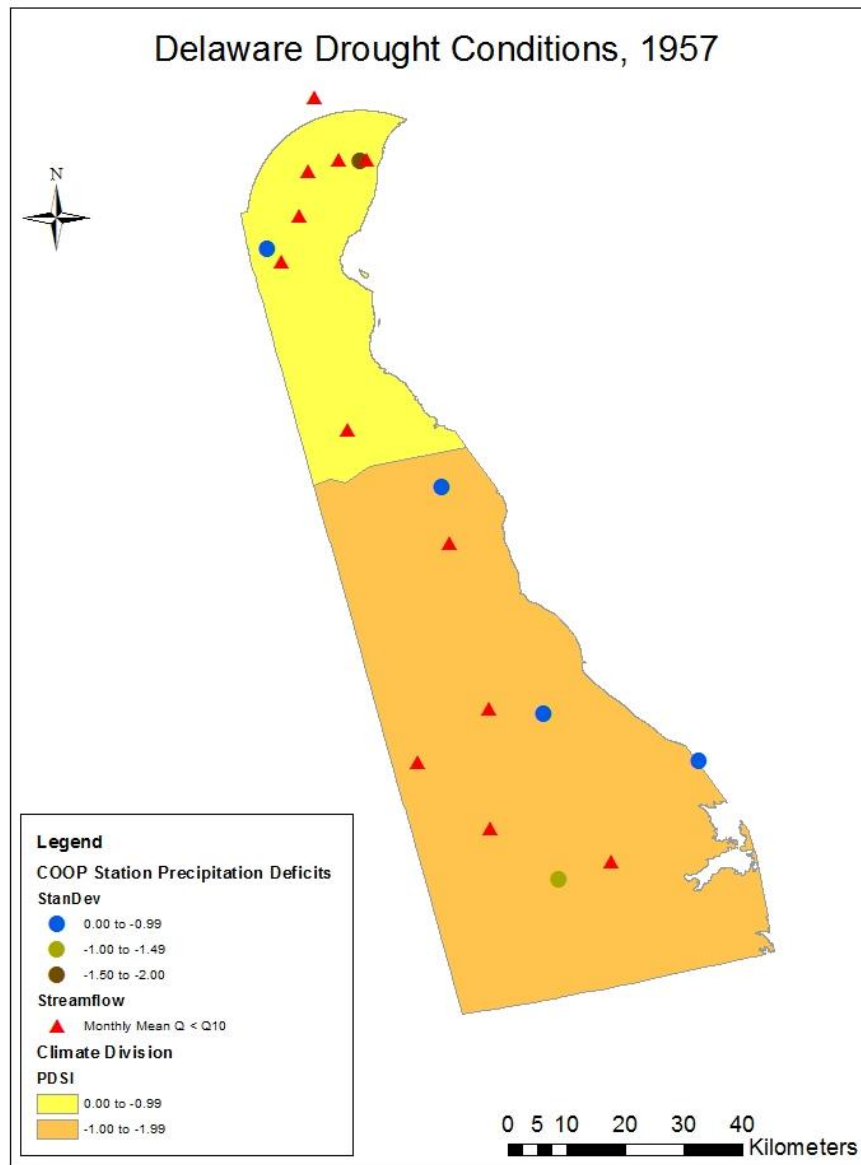 Delaware Drought Conditions, 1957
N
Legend
COOP Station Precipitation Deficits
StanDev
0.00 to -0.99
-1.00 to -1.49
-1.50 to -2.00
Streamflow
Monthly Mean Q < Q10
Climate Division
PDSI
0.00 to -0.99
-1.00 to -1.99
0 5 10 20 30 40
Kilometers